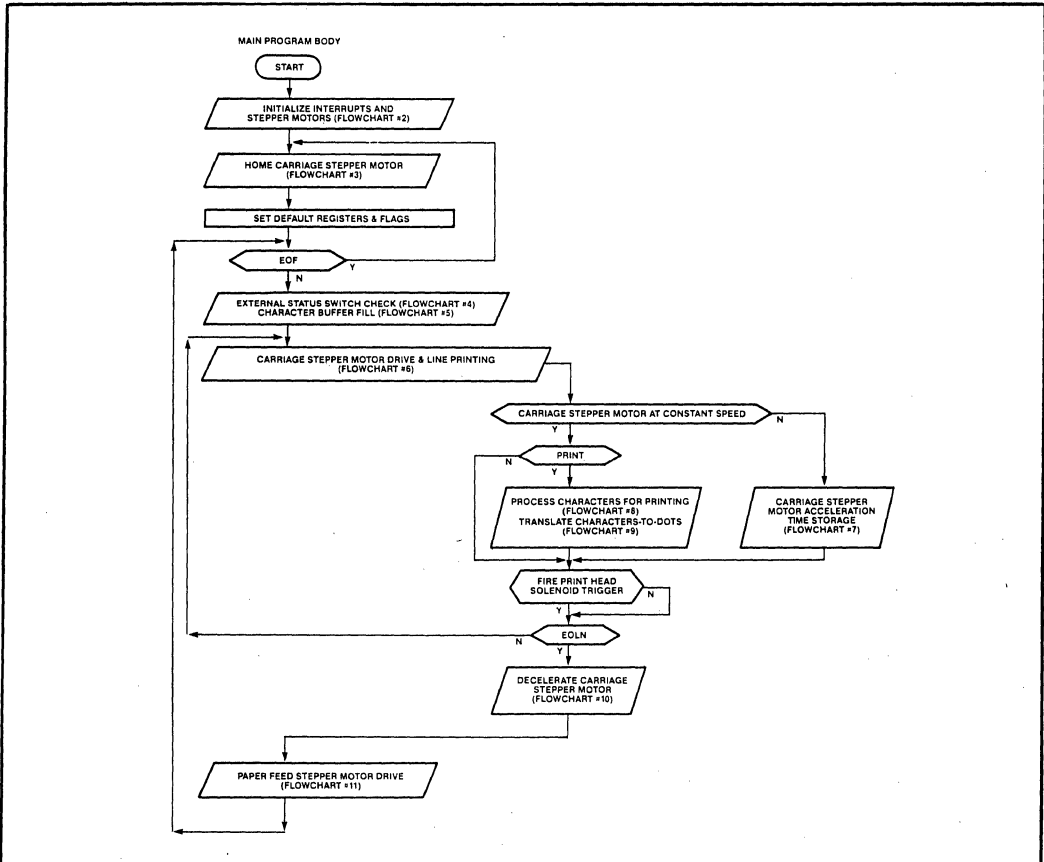 MAIN PROGRAM BODY
START
INITIALIZE INTERRUPTS AND
STEPPER MOTORS (FLOWCHART #2)
HOME CARRIAGE STEPPER MOTOR
(FLOWCHART #3)
SET DEFAULT REGISTERS & FLAGS
EOF
Y
N
EXTERNAL STATUS SWITCH CHECK (FLOWCHART #4)
CHARACTER BUFFER FILL (FLOWCHART #5)
CARRIAGE STEPPER MOTOR DRIVE & LINE PRINTING
(FLOWCHART #6)
CARRIAGE STEPPER MOTOR AT CONSTANT SPEED
N
Y
PRINT
N
Y
PROCESS CHARACTERS FOR PRINTING
(FLOWCHART #8)
TRANSLATE CHARACTERS-TO-DOTS
(FLOWCHART #9)
CARRIAGE STEPPER
MOTOR ACCELERATION
TIME STORAGE
(FLOWCHART #7)
FIRE PRINT HEAD
SOLENOID TRIGGER
N
Y
EOLN
N
Y
DECELERATE CARRIAGE
STEPPER MOTOR
(FLOWCHART #10)
PAPER FEED STEPPER MOTOR DRIVE
(FLOWCHART #11)